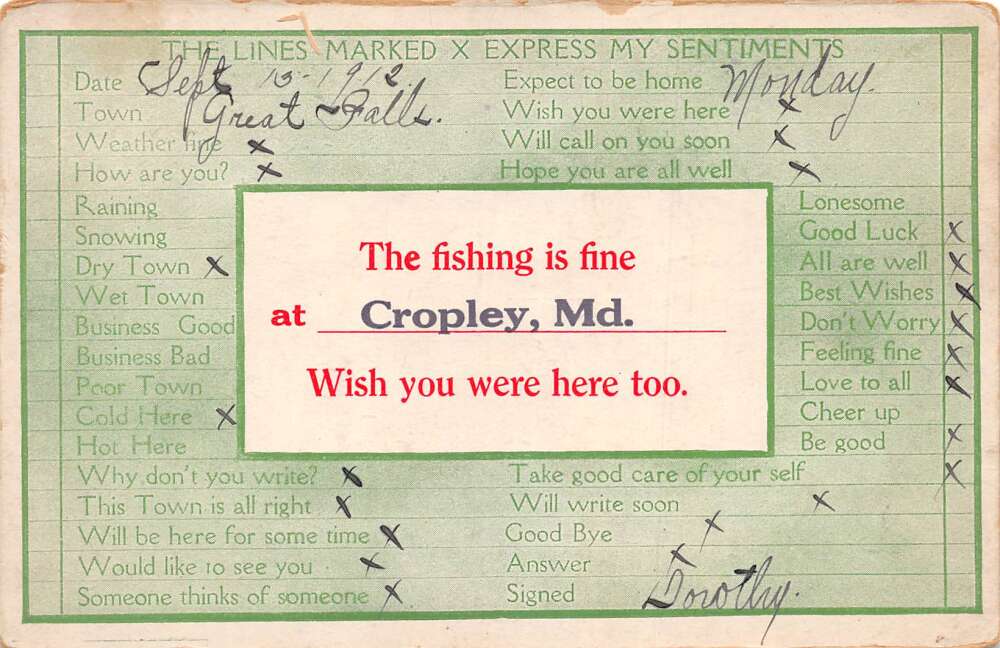 THE LINES MARKED X EXPRESS MY SENTIMENTS
Date Sept 13-1912.
Town Great Falls.
Weather fine X
How are you? X
Raining
Snowing
Dry Town X
Wet Town
Business Good
Business Bad
Poor Town
Cold Here X
Hot Here
Why don't you write? X
This Town is all right X
Will be here for some time X
Would like to see you X
Someone thinks of someone X
Expect to be home Monday.
Wish you were here X
Will call on you soon X
Hope you are all well X
Lonesome
Good Luck X
All are well X
Best Wishes X
Don't Worry X
Feeling fine X
Love to all X
Cheer up
Be good X
Take good care of your self X
Will write soon X
Good Bye X
Answer X
Signed Dorothy.
The fishing is fine
at Cropley, Md.
Wish you were here too.